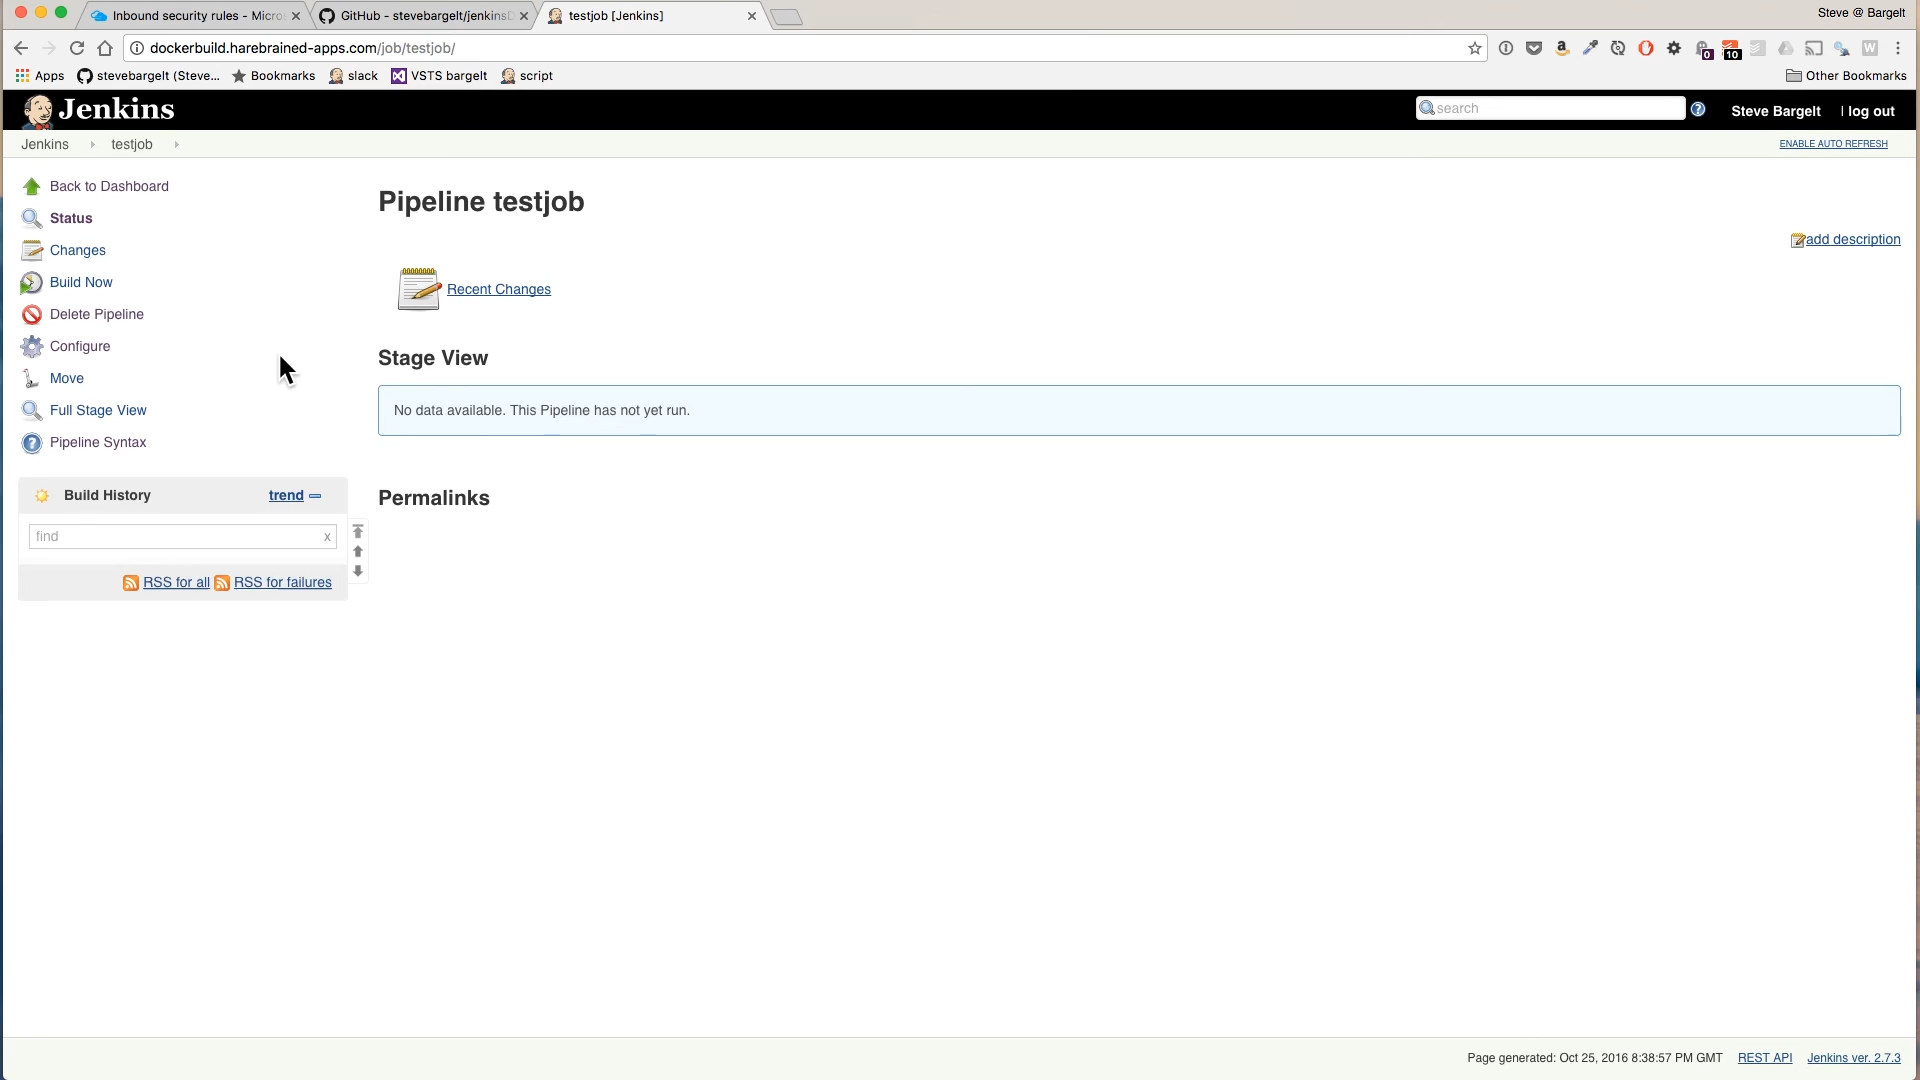 Inbound security rules - Micro
GitHub - stevebargelt/jenkinsD
testjob [Jenkins]
Steve @ Bargelt
dockerbuild.harebrained-apps.com/job/testjob/
0
10
W
Apps
stevebargelt (Steve...
Bookmarks
slack
VSTS bargelt
script
Other Bookmarks
Jenkins
search
Steve Bargelt
| log out
Jenkins
testjob
ENABLE AUTO REFRESH
Back to Dashboard
Status
Changes
Build Now
Delete Pipeline
Configure
Move
Full Stage View
Pipeline Syntax
Pipeline testjob
add description
Recent Changes
Stage View
No data available. This Pipeline has not yet run.
Build History
trend
find
x
RSS for all
RSS for failures
Permalinks
Page generated: Oct 25, 2016 8:38:57 PM GMT
REST API
Jenkins ver. 2.7.3